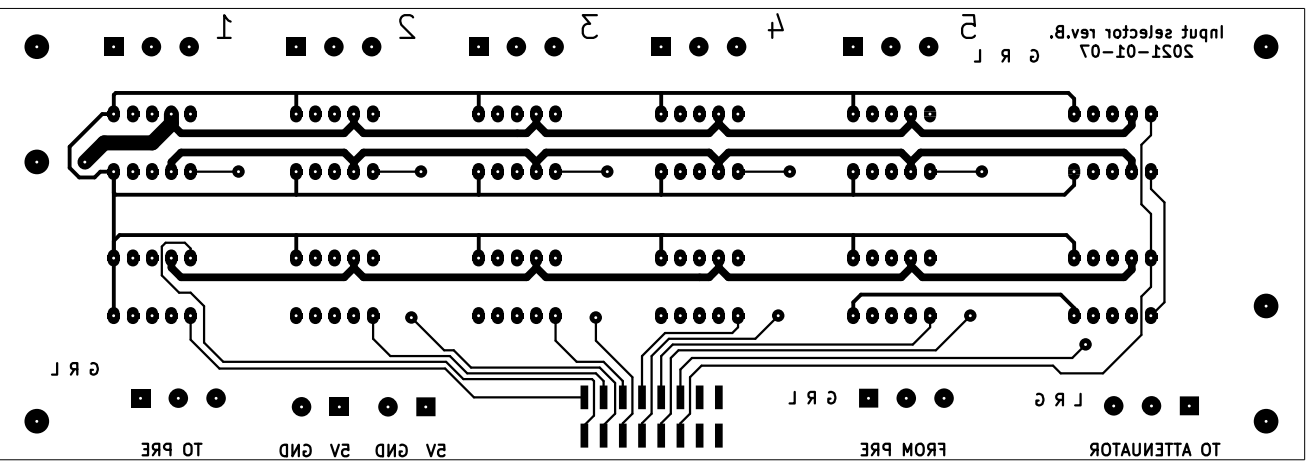 1
2
3
4
5
Input selector rev.B.
2021-01-07
G R L
G R L
G R L
L R G
TO PRE
GND
5V
GND
5V
FROM PRE
TO ATTENUATOR